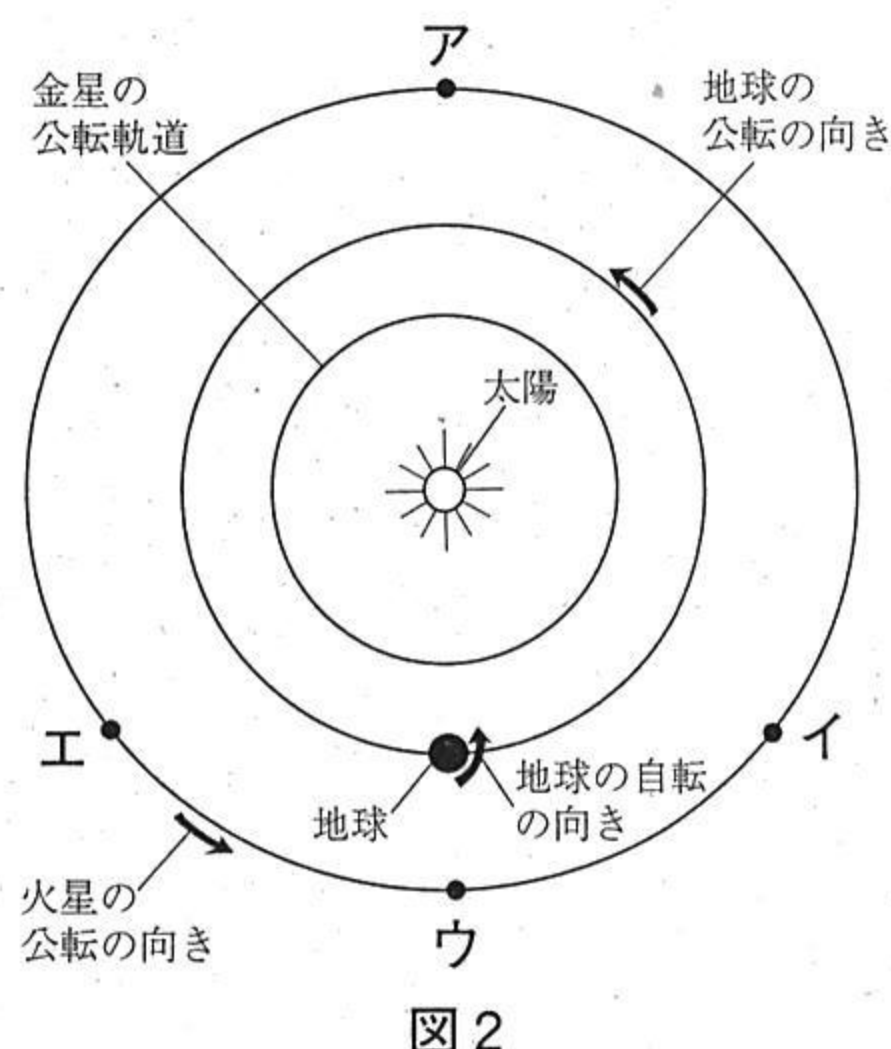 ア
金星の
公転軌道
地球の
公転の向き
太陽
エ
イ
地球
地球の自転
の向き
火星の
公転の向き
ウ
図2